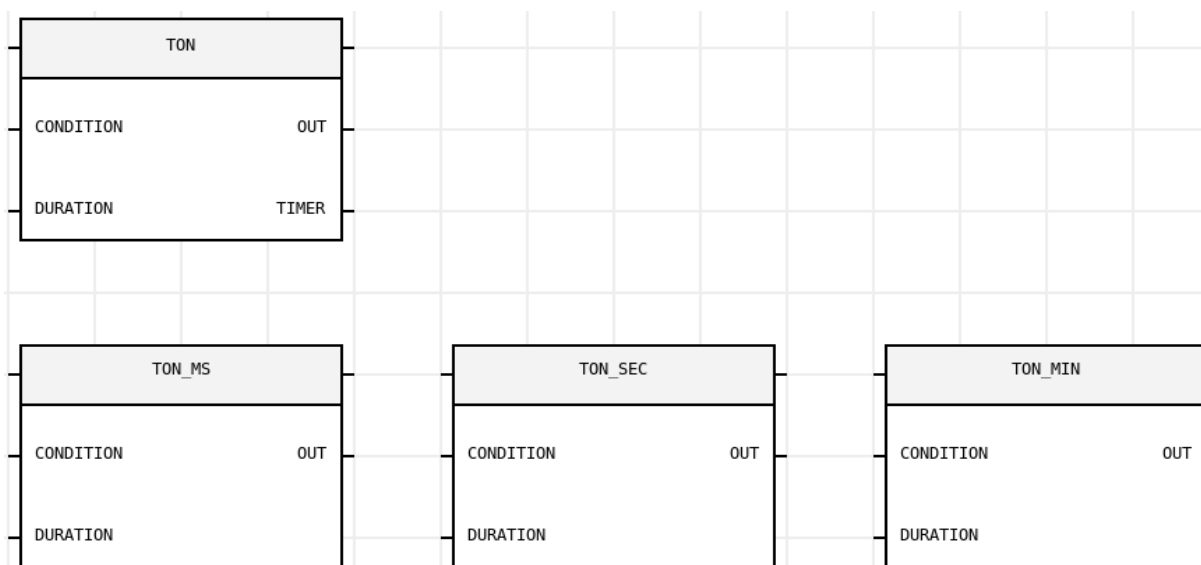 TON
CONDITION OUT
DURATION TIMER
TON_MS TON_SEC TON_MIN
CONDITION OUT CONDITION OUT CONDITION OUT
DURATION DURATION DURATION